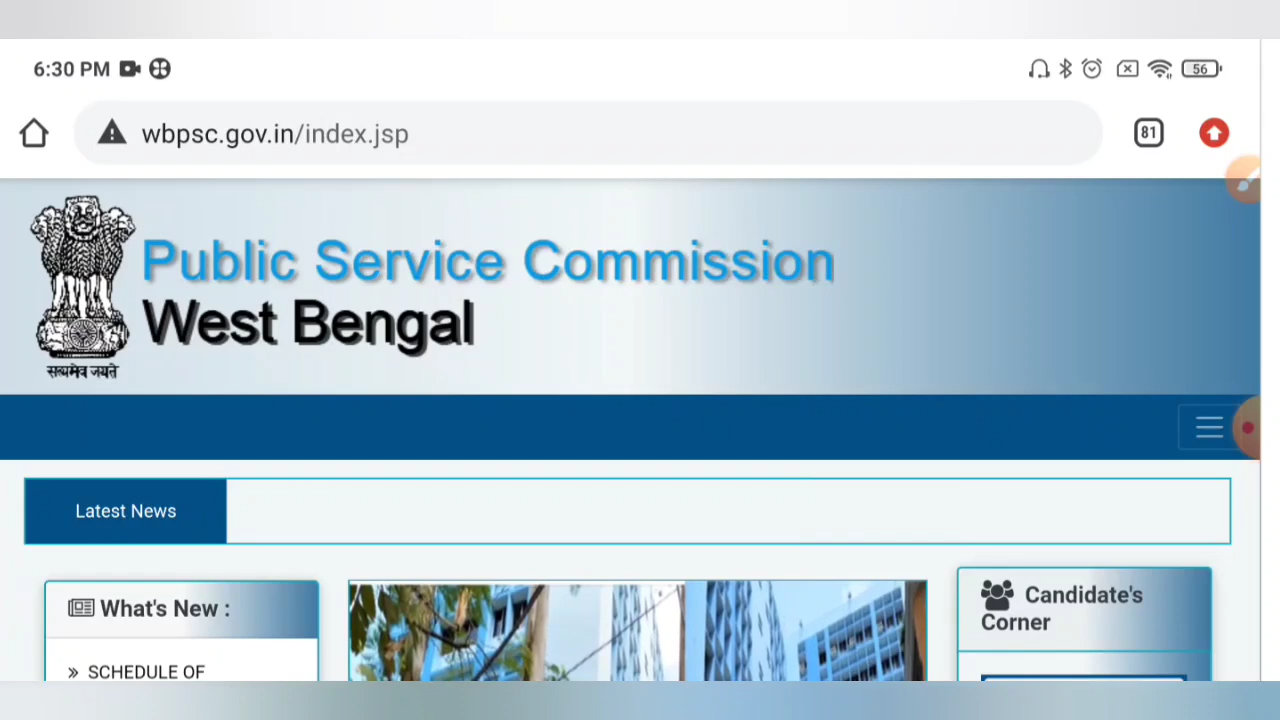 6:30 PM
56
wbpsc.gov.in/index.jsp
81
Public Service Commission
West Bengal
सत्यमेव जयते
Latest News
What's New :
Candidate's
Corner
» SCHEDULE OF